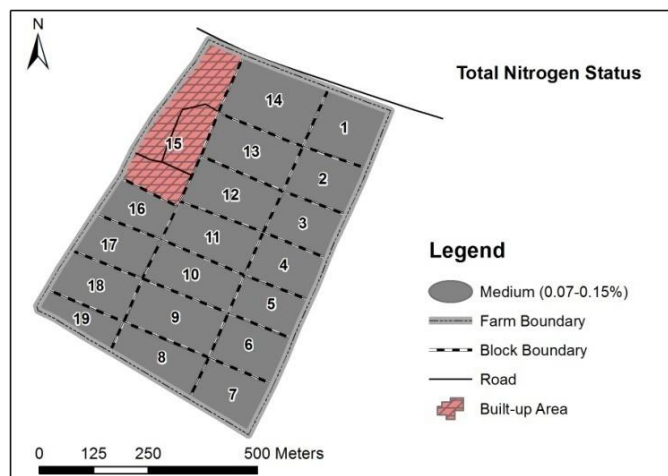 N
Total Nitrogen Status
14
1
15
13
2
12
16
3
11
17
4
10
18
5
9
19
6
8
7
Legend
Medium (0.07-0.15%)
Farm Boundary
Block Boundary
Road
Built-up Area
0 125 250 500 Meters